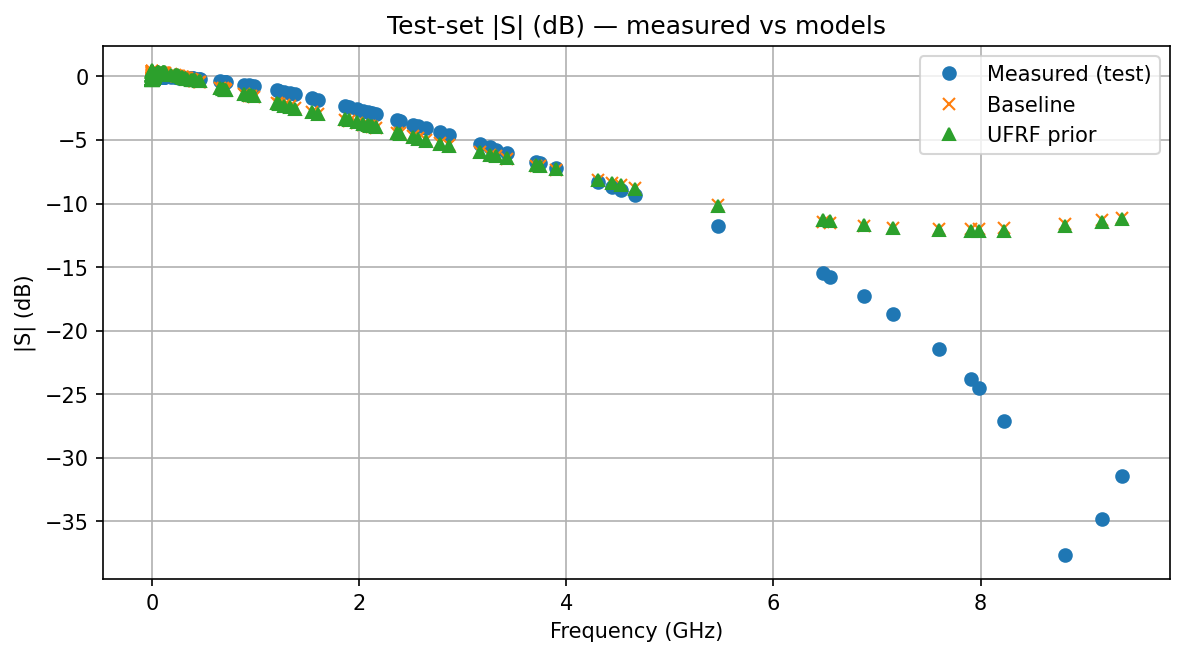 Test-set |S| (dB) — measured vs models
Measured (test)
Baseline
UFRF prior
|S| (dB)
0
−5
−10
−15
−20
−25
−30
−35
0 2 4 6 8
Frequency (GHz)